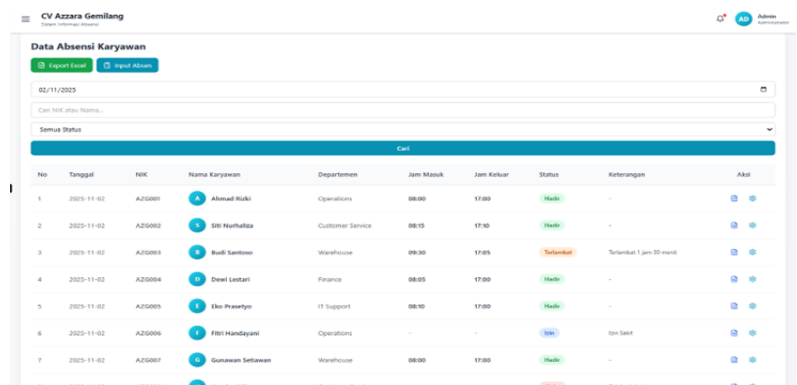 CV Azzara Gemilang
Sistem Informasi Absensi
AD Admin
Administrator
Data Absensi Karyawan
Export Excel Input Absen
02/11/2025
Cari NIK atau Nama...
Semua Status
Cari
No Tanggal NIK Nama Karyawan Departemen Jam Masuk Jam Keluar Status Keterangan Aksi
1 2025-11-02 AZG001 A Ahmad Rizki Operations 08:00 17:00 Hadir -
2 2025-11-02 AZG002 S Siti Nurhaliza Customer Service 08:15 17:10 Hadir -
3 2025-11-02 AZG003 B Budi Santoso Warehouse 09:30 17:05 Terlambat Terlambat 1 jam 30 menit
4 2025-11-02 AZG004 D Dewi Lestari Finance 08:05 17:00 Hadir -
5 2025-11-02 AZG005 E Eko Prasetyo IT Support 08:10 17:00 Hadir -
6 2025-11-02 AZG006 F Fitri Handayani Operations - - Izin Izin Sakit
7 2025-11-02 AZG007 G Gunawan Setiawan Warehouse 08:00 17:00 Hadir -